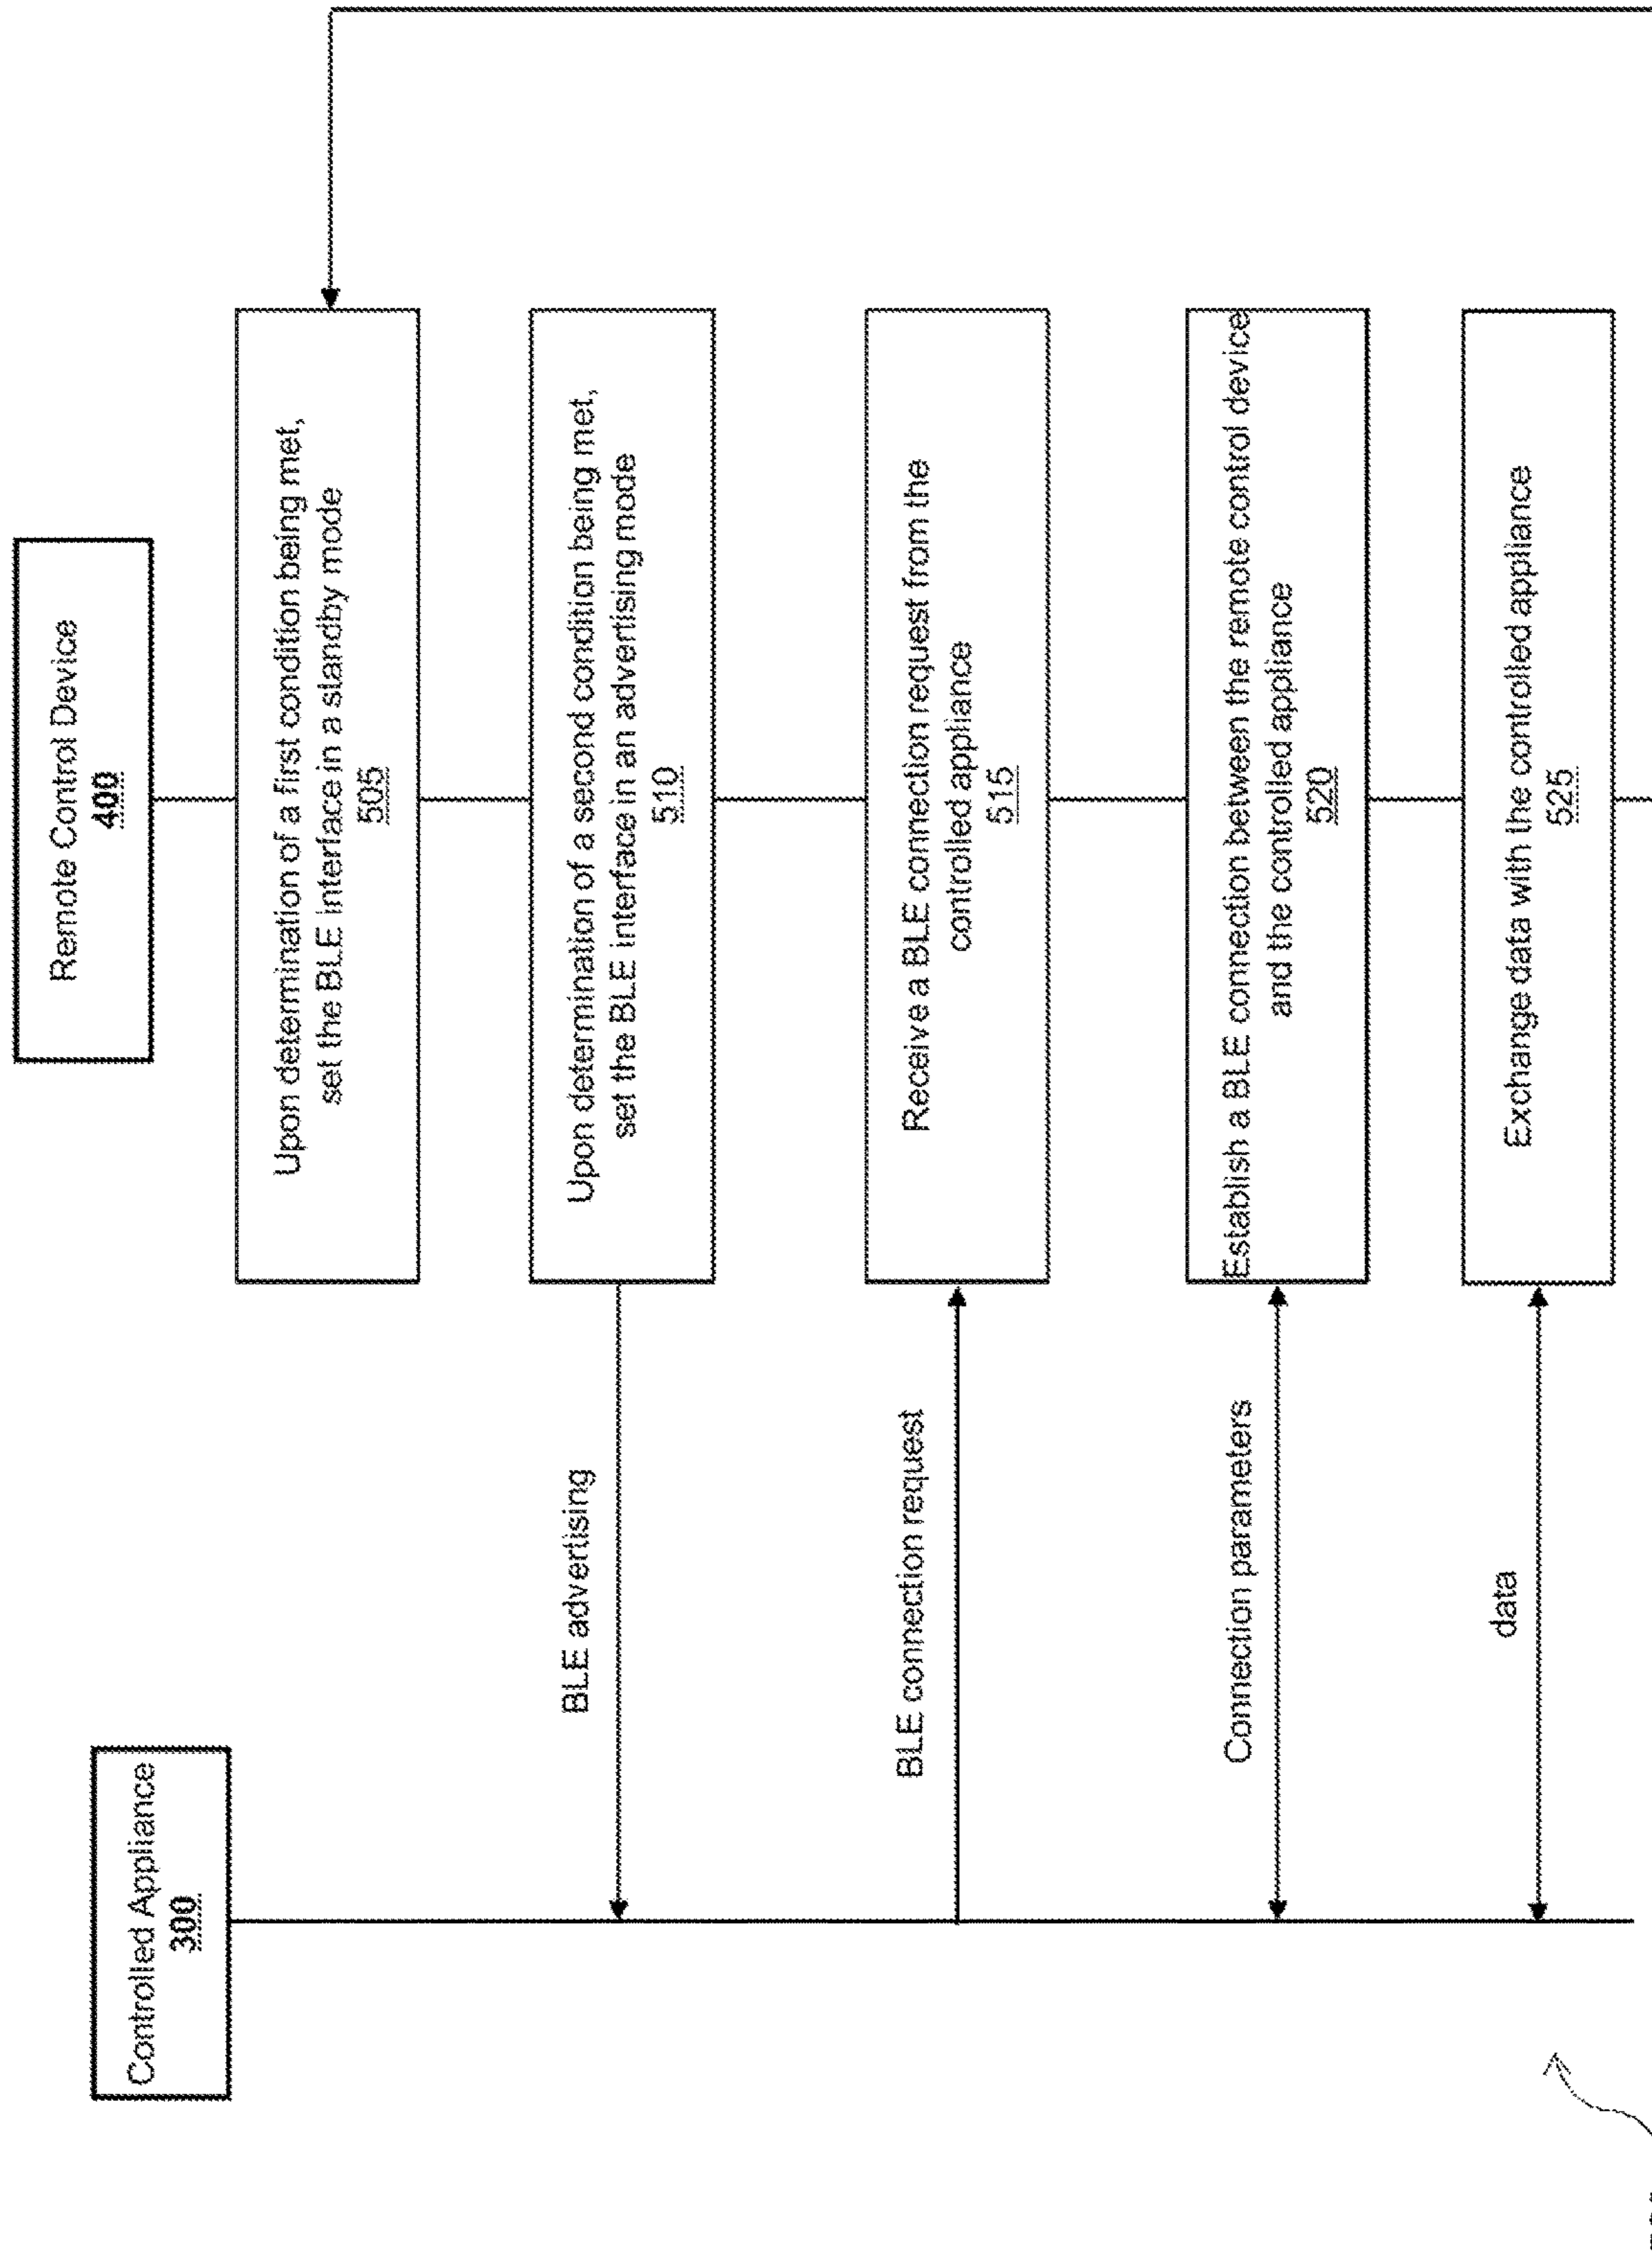 Controlled Appliance
300
Remote Control Device
400
Upon determination of a first condition being met,
set the BLE interface in a standby mode
505
Upon determination of a second condition being met,
set the BLE interface in an advertising mode
510
BLE advertising
Receive a BLE connection request from the
controlled appliance
515
BLE connection request
Establish a BLE connection between the remote control device
and the controlled appliance
520
Connection parameters
Exchange data with the controlled appliance
525
data